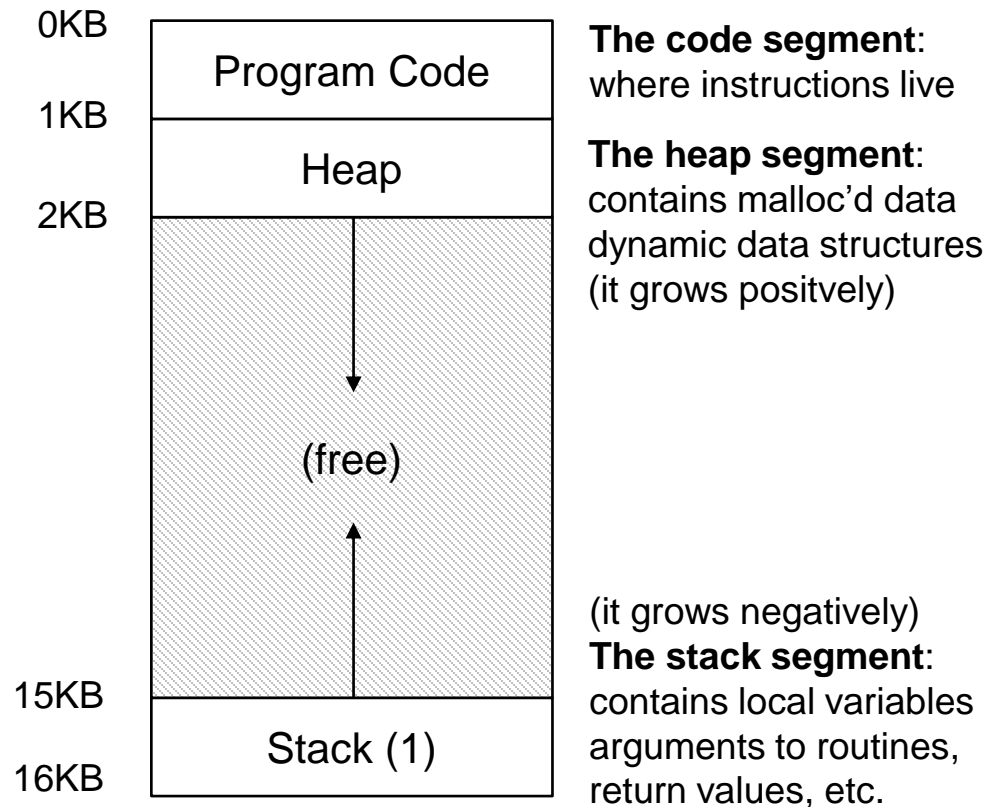 0KB
Program Code
The code segment:
where instructions live
1KB
Heap
The heap segment:
contains malloc’d data
dynamic data structures
(it grows positvely)
2KB
(free)
(it grows negatively)
The stack segment:
contains local variables
arguments to routines,
return values, etc.
15KB
Stack (1)
16KB